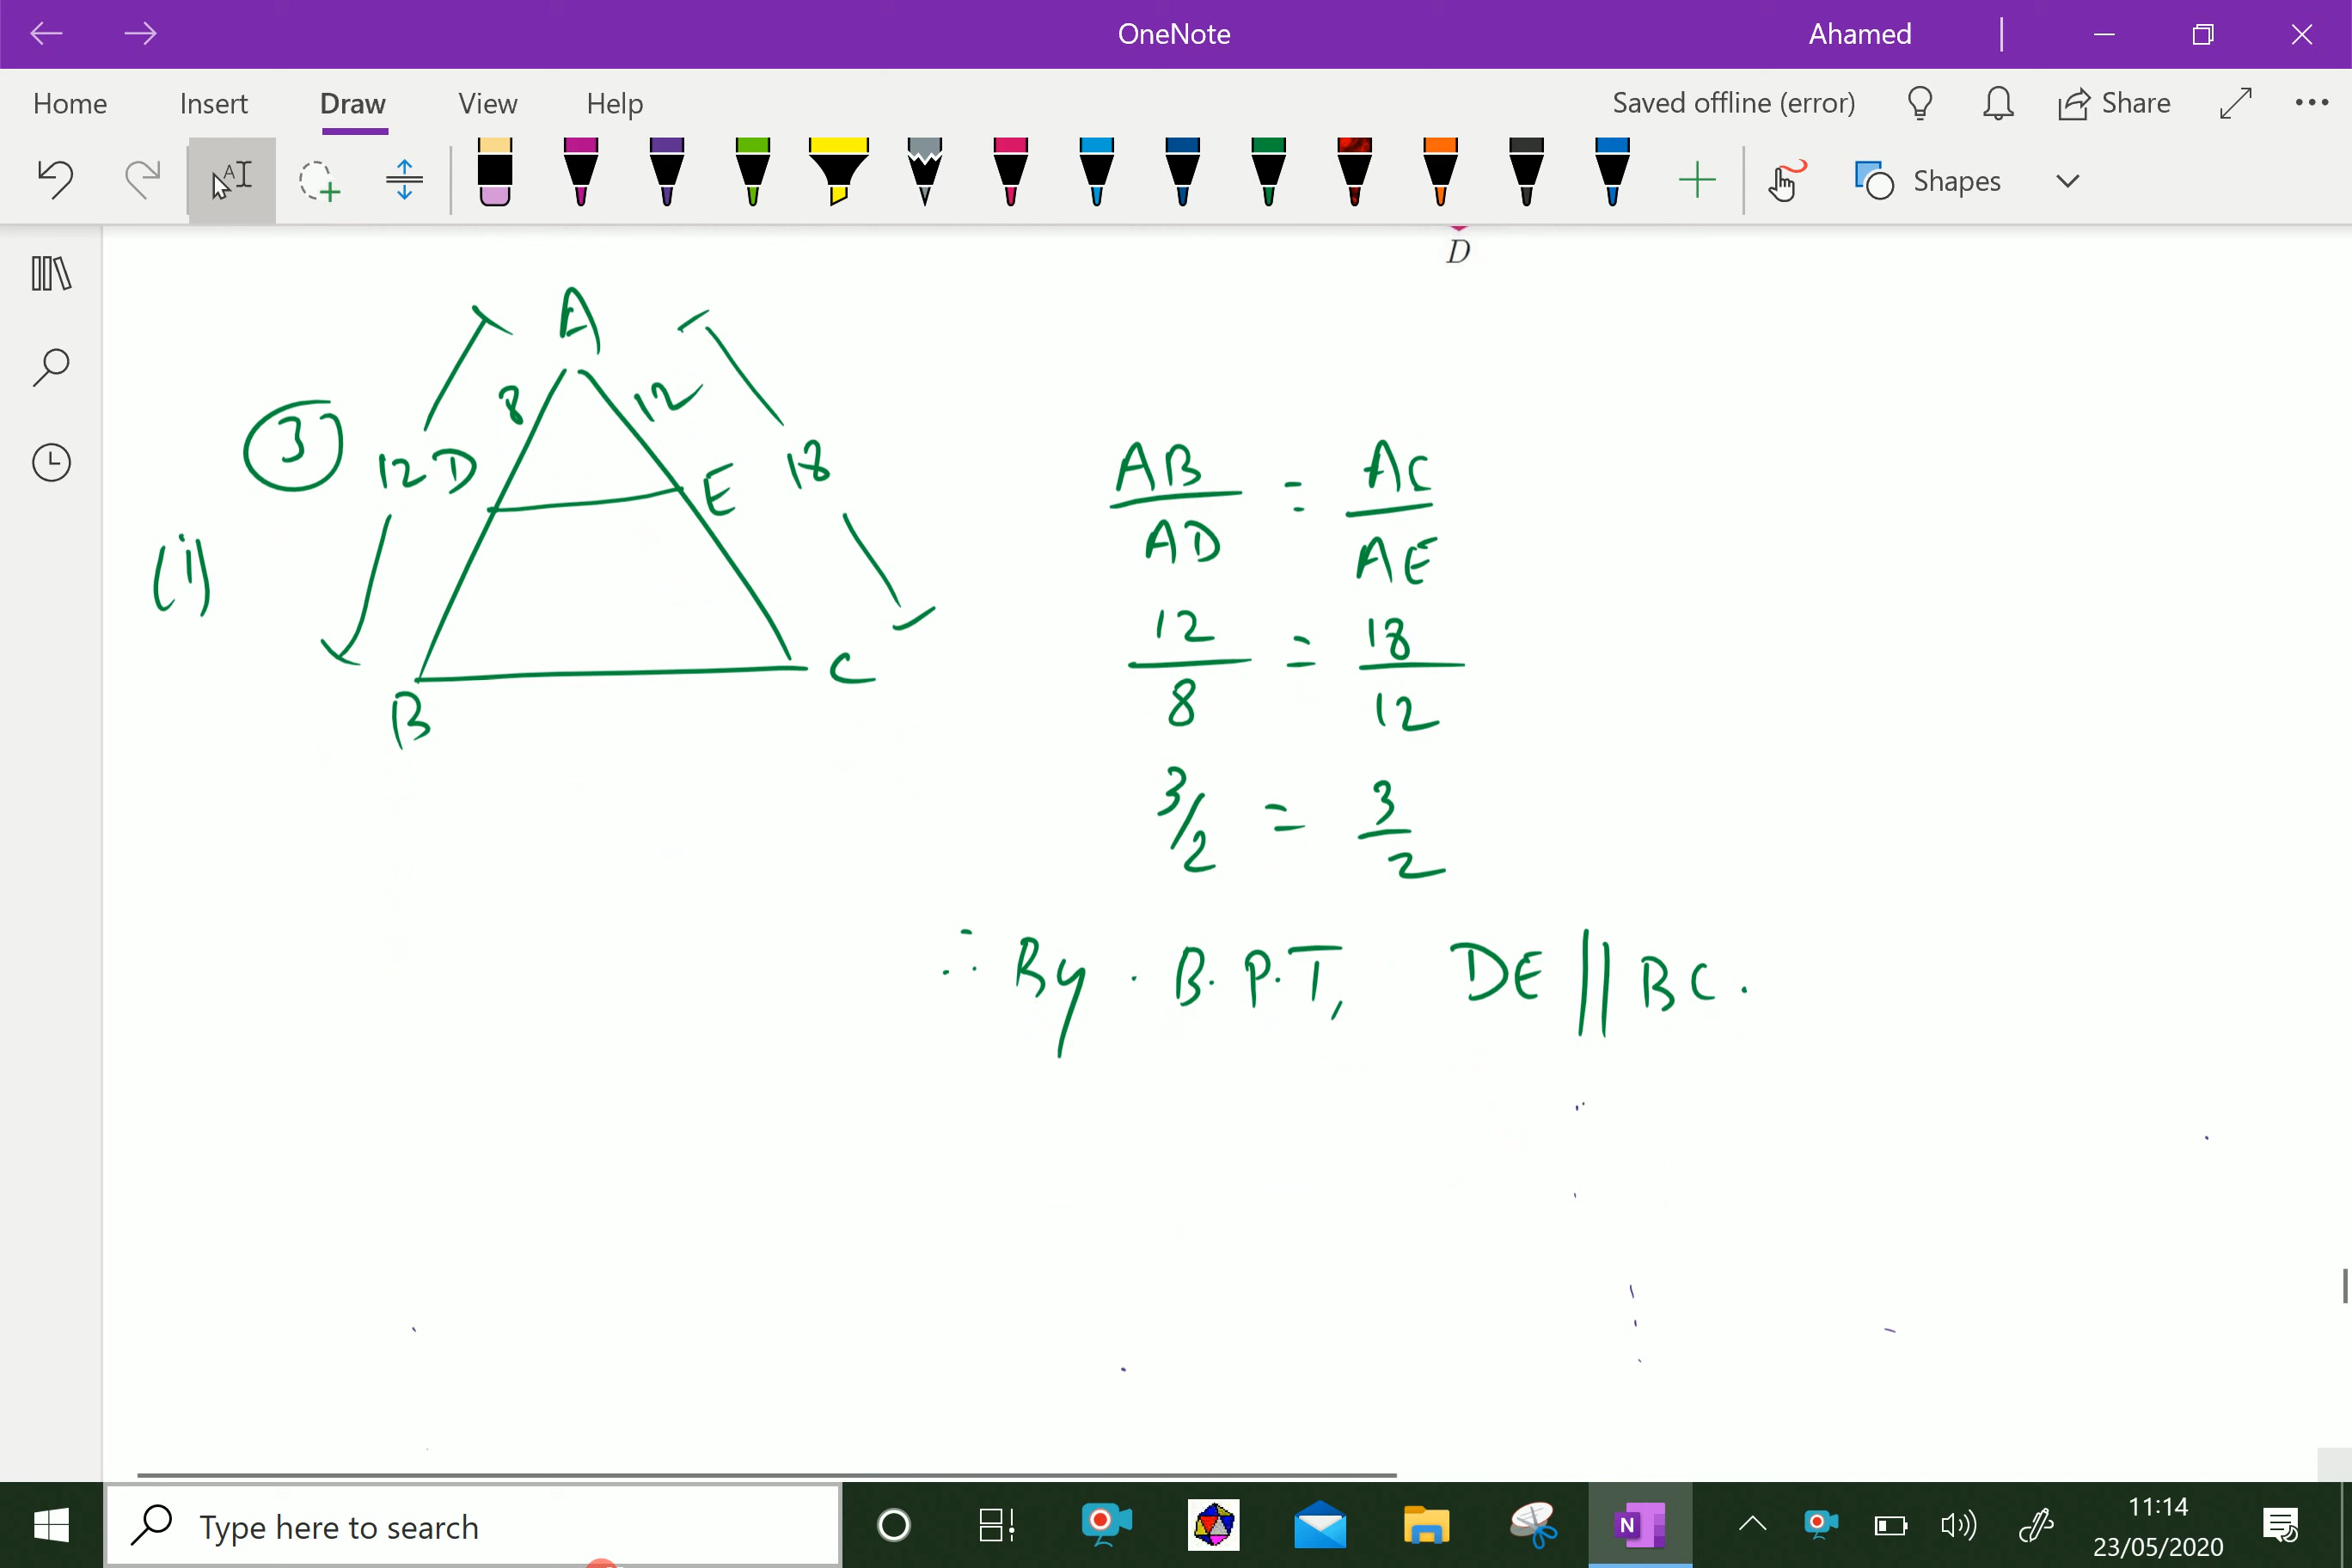 OneNote
Ahamed
Home Insert Draw View Help
Saved offline (error)
Share
Shapes
D
A
8
12
3
12 D
E
18
(i)
B
C
AB/AD = AC/AE
12/8 = 18/12
3/2 = 3/2
∴ By . B.P.T, DE || BC.
Type here to search
N
11:14
23/05/2020